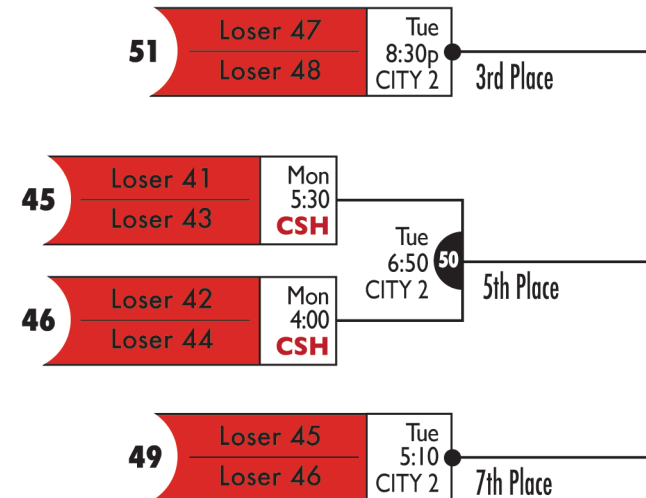 51
Loser 47
Loser 48
Tue
8:30p
CITY 2
3rd Place
45
Loser 41
Loser 43
Mon
5:30
CSH
46
Loser 42
Loser 44
Mon
4:00
CSH
Tue
6:50
CITY 2
50
5th Place
49
Loser 45
Loser 46
Tue
5:10
CITY 2
7th Place